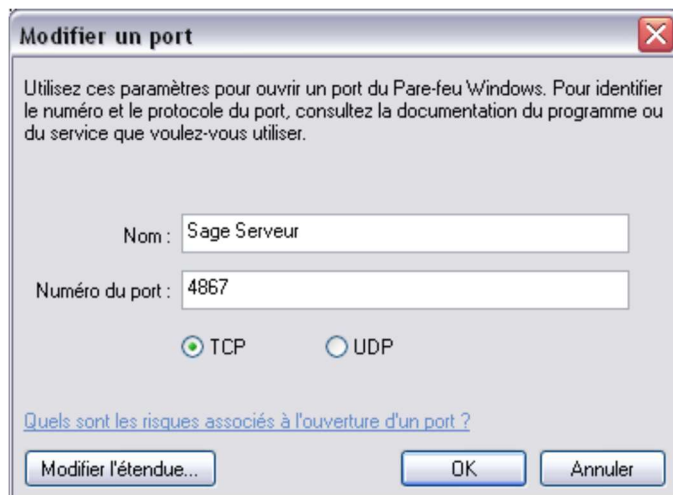 Modifier un port
Utilisez ces paramètres pour ouvrir un port du Pare-feu Windows. Pour identifier
le numéro et le protocole du port, consultez la documentation du programme ou
du service que voulez-vous utiliser.
Nom : Sage Serveur
Numéro du port : 4867
TCP UDP
Quels sont les risques associés à l'ouverture d'un port ?
Modifier l'étendue... OK Annuler